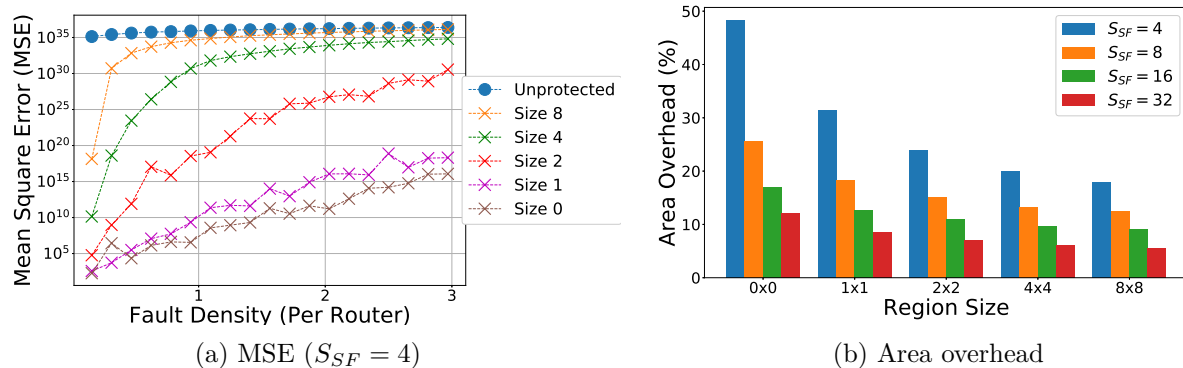 Mean Square Error (MSE)
10^35
10^30
10^25
10^20
10^15
10^10
10^5
1
2
3
Fault Density (Per Router)
Unprotected
Size 8
Size 4
Size 2
Size 1
Size 0
(a) MSE (S_SF = 4)
Area Overhead (%)
50
40
30
20
10
0
0x0
1x1
2x2
4x4
8x8
Region Size
S_SF = 4
S_SF = 8
S_SF = 16
S_SF = 32
(b) Area overhead